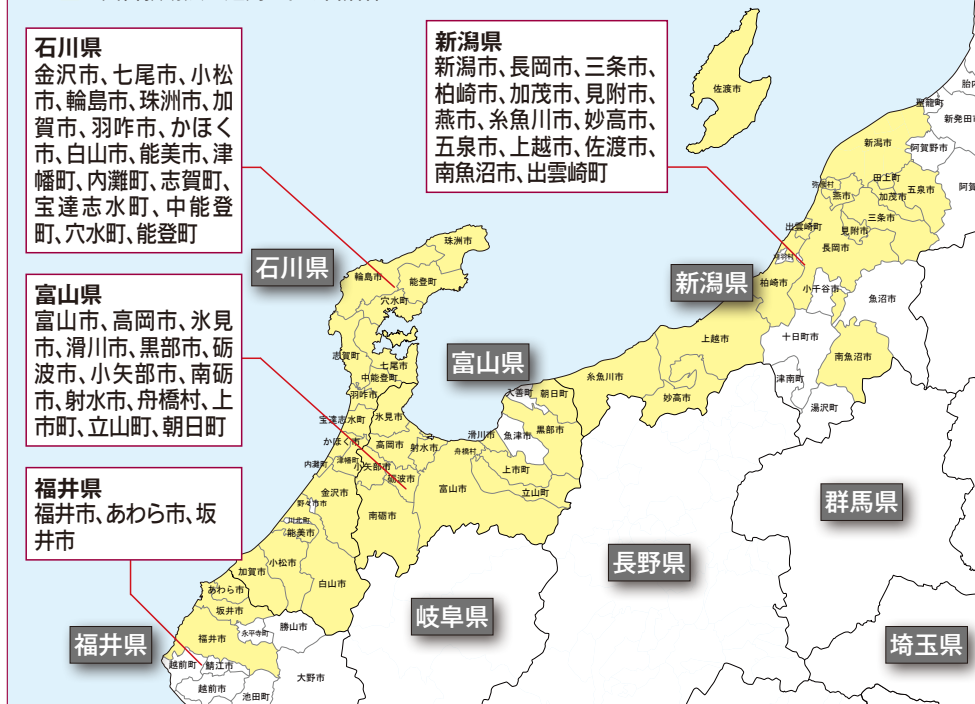 石川県
金沢市、七尾市、小松
市、輪島市、珠洲市、加
賀市、羽咋市、かほく
市、白山市、能美市、津
幡町、内灘町、志賀町、
宝達志水町、中能登
町、穴水町、能登町
富山県
富山市、高岡市、氷見
市、滑川市、黒部市、砺
波市、小矢部市、南砺
市、射水市、舟橋村、上
市町、立山町、朝日町
福井県
福井市、あわら市、坂
井市
新潟県
新潟市、長岡市、三条市、
柏崎市、加茂市、見附市、
燕市、糸魚川市、妙高市、
五泉市、上越市、佐渡市、
南魚沼市、出雲崎町
佐渡市
聖籠町
新発田市
新潟市
阿賀野市
田上町
五泉市
弥彦村
燕市
加茂市
三条市
出雲崎町
見附市
長岡市
新潟県
柏崎市
小千谷市
魚沼市
上越市
十日町市
南魚沼市
津南町
湯沢町
糸魚川市
妙高市
石川県
珠洲市
輪島市
能登町
穴水町
志賀町
七尾市
中能登町
羽咋市
宝達志水町
かほく市
内灘町
津幡町
金沢市
野々市市
川北町
能美市
小松市
加賀市
白山市
富山県
入善町
朝日町
氷見市
黒部市
滑川市
魚津市
高岡市
射水市
舟橋村
小矢部市
砺波市
上市町
富山市
立山町
南砺市
福井県
あわら市
坂井市
福井市
永平寺町
勝山市
越前町
鯖江市
大野市
越前市
池田町
岐阜県
長野県
群馬県
埼玉県